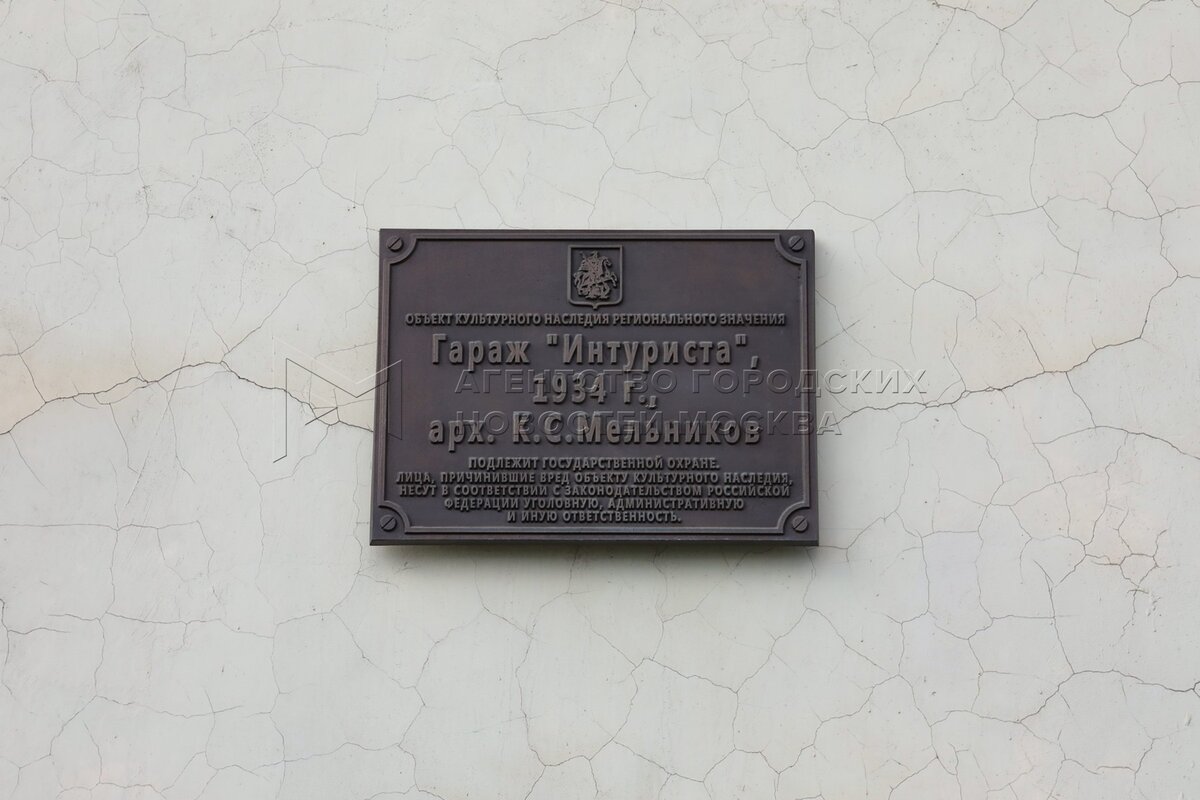 ОБЪЕКТ КУЛЬТУРНОГО НАСЛЕДИЯ РЕГИОНАЛЬНОГО ЗНАЧЕНИЯ
Гараж "Интуриста",
1934 г.,
арх. К.С.Мельников
ПОДЛЕЖИТ ГОСУДАРСТВЕННОЙ ОХРАНЕ.
ЛИЦА, ПРИЧИНИВШИЕ ВРЕД ОБЪЕКТУ КУЛЬТУРНОГО НАСЛЕДИЯ,
НЕСУТ В СООТВЕТСТВИИ С ЗАКОНОДАТЕЛЬСТВОМ РОССИЙСКОЙ
ФЕДЕРАЦИИ УГОЛОВНУЮ, АДМИНИСТРАТИВНУЮ
И ИНУЮ ОТВЕТСТВЕННОСТЬ.
АГЕНТСТВО ГОРОДСКИХ
НОВОСТЕЙ МОСКВА